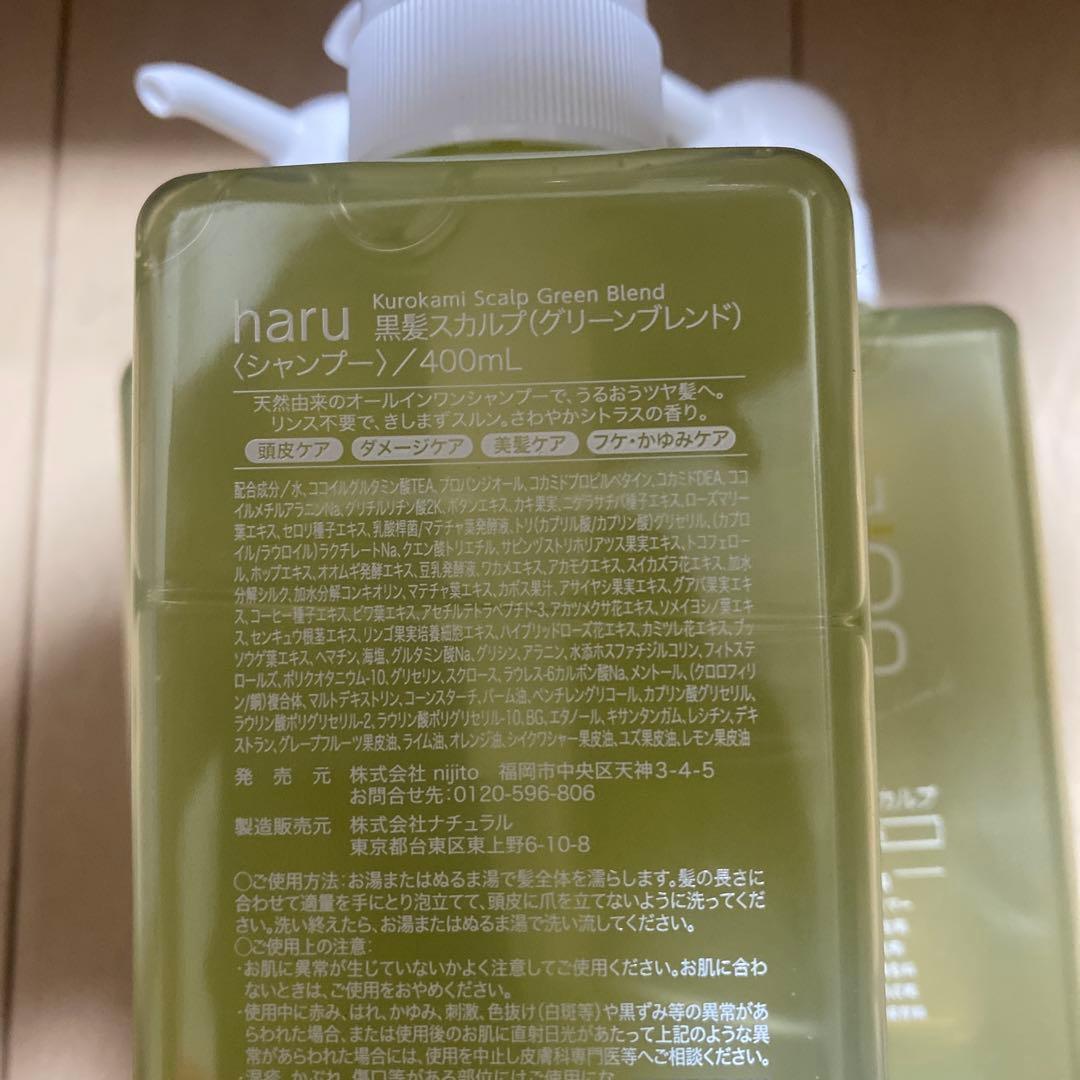 Kurokami Scalp Green Blend
haru 黒髪スカルプ(グリーンブレンド)
〈シャンプー〉/400mL
天然由来のオールインワンシャンプーで、うるおうツヤ髪へ。
リンス不要で、きしまずスルン。さわやかシトラスの香り。
頭皮ケア ダメージケア 美髪ケア フケ・かゆみケア
配合成分/水、ココイルグルタミン酸TEA、プロパンジオール、コカミドプロピルベタイン、コカミドDEA、ココ
イルメチルアラニンNa、グリチルリチン酸2K、ボタンエキス、カキ果実、ニゲラサチバ種子エキス、ローズマリー
葉エキス、セロリ種子エキス、乳酸桿菌/マテチャ葉発酵液、トリ(カプリル酸/カプリン酸)グリセリル、(カプロ
イル/ラウロイル)ラクチレートNa、クエン酸トリエチル、サピンヅストリホリアツス果実エキス、トコフェロー
ル、ホップエキス、オオムギ発酵エキス、豆乳発酵液、ワカメエキス、アカモクエキス、スイカズラ花エキス、加水
分解シルク、加水分解コンキオリン、マテチャ葉エキス、カボス果汁、アサイヤシ果実エキス、グアバ果実エキ
ス、コーヒー種子エキス、ビワ葉エキス、アセチルテトラペプチド-3、アカツメクサ花エキス、ソメイヨシノ葉エキ
ス、センキュウ根茎エキス、リンゴ果実培養細胞エキス、ハイブリッドローズ花エキス、カミツレ花エキス、ブッ
ソウゲ葉エキス、ヘマチン、海塩、グルタミン酸Na、グリシン、アラニン、水添ホスファチジルコリン、フィトステ
ロールズ、ポリクオタニウム-10、グリセリン、スクロース、ラウレス-6カルボン酸Na、メントール、(クロロフィリ
ン/銅)複合体、マルトデキストリン、コーンスターチ、パーム油、ペンチレングリコール、カプリン酸グリセリル、
ラウリン酸ポリグリセリル-2、ラウリン酸ポリグリセリル-10、BG、エタノール、キサンタンガム、レシチン、デキ
ストラン、グレープフルーツ果皮油、ライム油、オレンジ油、シイクワシャー果皮油、ユズ果皮油、レモン果皮油
発売元 株式会社 nijito 福岡市中央区天神3-4-5
お問合せ先:0120-596-806
製造販売元 株式会社ナチュラル
東京都台東区東上野6-10-8
○ご使用方法:お湯またはぬるま湯で髪全体を濡らします。髪の長さに
合わせて適量を手にとり泡立てて、頭皮に爪を立てないように洗ってくだ
さい。洗い終えたら、お湯またはぬるま湯で洗い流してください。
○ご使用上の注意:
・お肌に異常が生じていないかよく注意してご使用ください。お肌に合わ
ないときは、ご使用をおやめください。
・使用中に赤み、はれ、かゆみ、刺激、色抜け(白斑等)や黒ずみ等の異常があ
らわれた場合、または使用後のお肌に直射日光があたって上記のような異
常があらわれた場合には、使用を中止し皮膚科専門医等へご相談ください。
・湿疹、かぶれ、傷口等がある部位にはご使用にな
カルプ